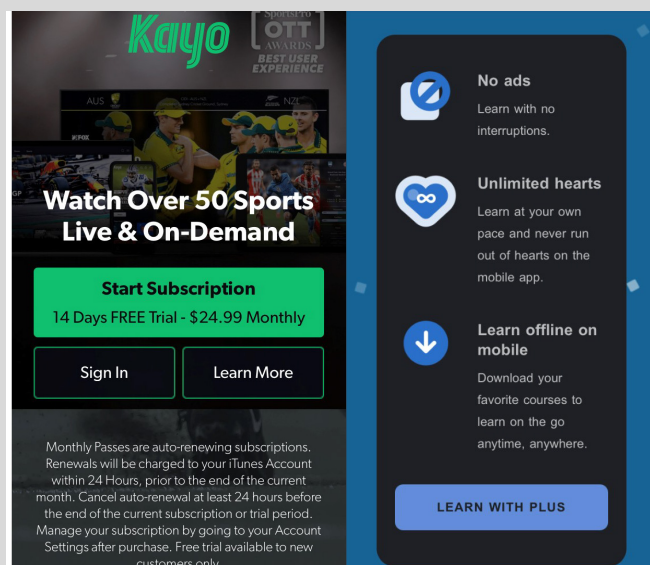 Kayo
SportsPro
OTT
AWARDS
BEST USER
EXPERIENCE
AUS
NZL
FOX
GP
Watch Over 50 Sports
Live & On-Demand
Start Subscription
14 Days FREE Trial - $24.99 Monthly
Sign In
Learn More
Monthly Passes are auto-renewing subscriptions.
Renewals will be charged to your iTunes Account
within 24 Hours, prior to the end of the current
month. Cancel auto-renewal at least 24 hours before
the end of the current subscription or trial period.
Manage your subscription by going to your Account
Settings after purchase. Free trial available to new
customers only.
No ads
Learn with no
interruptions.
Unlimited hearts
Learn at your own
pace and never run
out of hearts on the
mobile app.
Learn offline on
mobile
Download your
favorite courses to
learn on the go
anytime, anywhere.
LEARN WITH PLUS